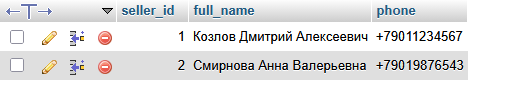 seller_id full_name phone
1 Козлов Дмитрий Алексеевич +79011234567
2 Смирнова Анна Валерьевна +79019876543